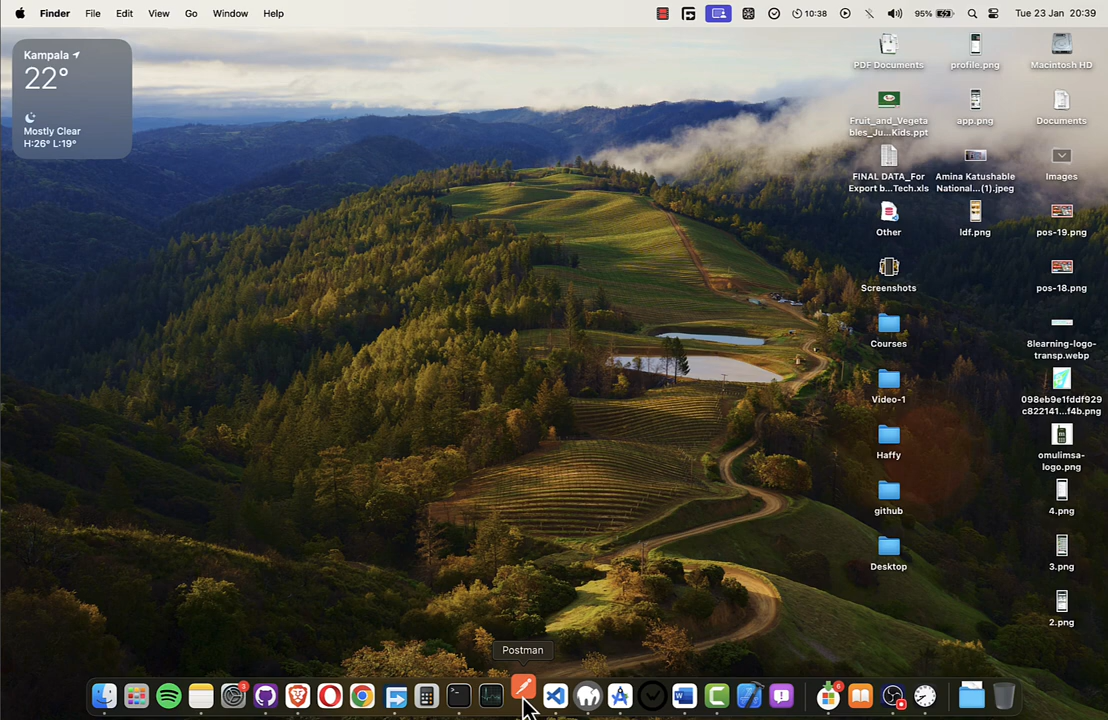 Finder File Edit View Go Window Help
10:38 95% Tue 23 Jan 20:39
Kampala
22°
Mostly Clear
H:26° L:19°
PDF Documents
profile.png
Macintosh HD
Fruit_and_Vegeta
bles_Ju...Kids.ppt
app.png
Documents
FINAL DATA_For
Export b...Tech.xls
Amina Katushabe
National...(1).jpeg
Images
Other
ldf.png
pos-19.png
Screenshots
pos-18.png
Courses
8learning-logo-
transp.webp
Video-1
098eb9e1fddf929
c822141...f4b.png
Haffy
omulimsa-
logo.png
github
4.png
Desktop
3.png
2.png
Postman
3